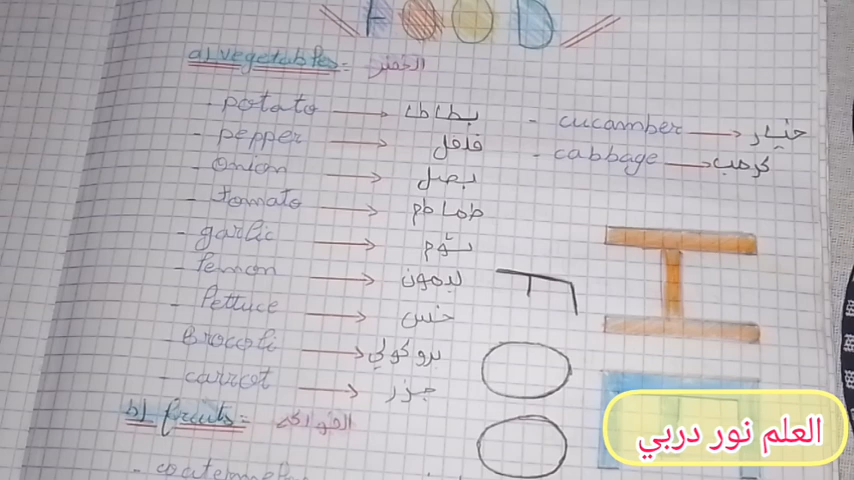 FOOD
a) vegetables = الخضر
- potato → بطاطا
- pepper → فلفل
- onion → بصل
- tomato → طماطم
- garlic → ثوم
- lemon → ليمون
- lettuce → خس
- Broccoli → بروكولي
- carrot → جزر
- cucamber → خيار
- cabbage → كرمب
b) fruits = الفواكه
العلم نور دربي